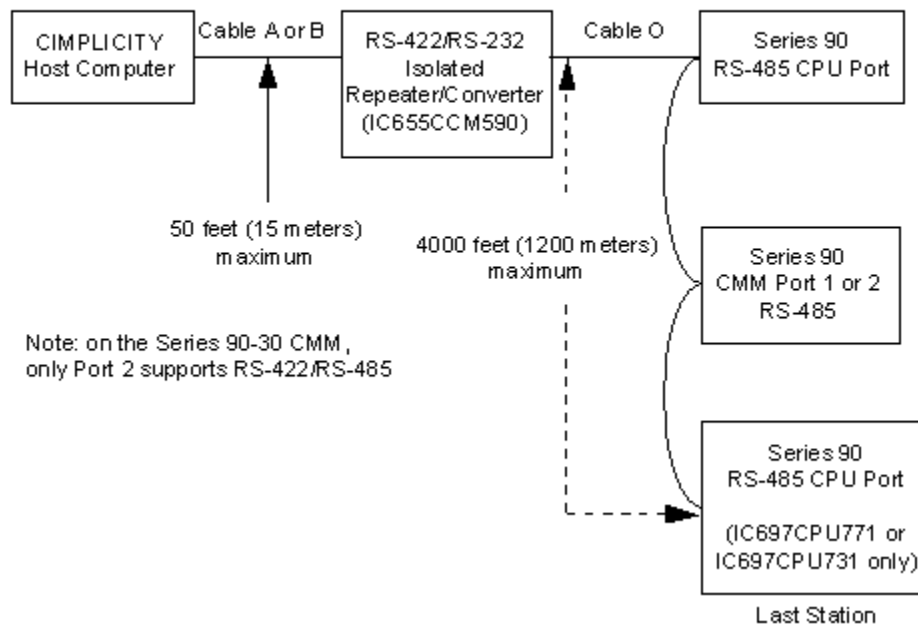 CIMPLICITY
Host Computer
Cable A or B
RS-422/RS-232
Isolated
Repeater/Converter
(IC655CCM590)
Cable O
Series 90
RS-485 CPU Port
50 feet (15 meters)
maximum
4000 feet (1200 meters)
maximum
Series 90
CMM Port 1 or 2
RS-485
Note: on the Series 90-30 CMM,
only Port 2 supports RS-422/RS-485
Series 90
RS-485 CPU Port
(IC697CPU771 or
IC697CPU731 only)
Last Station